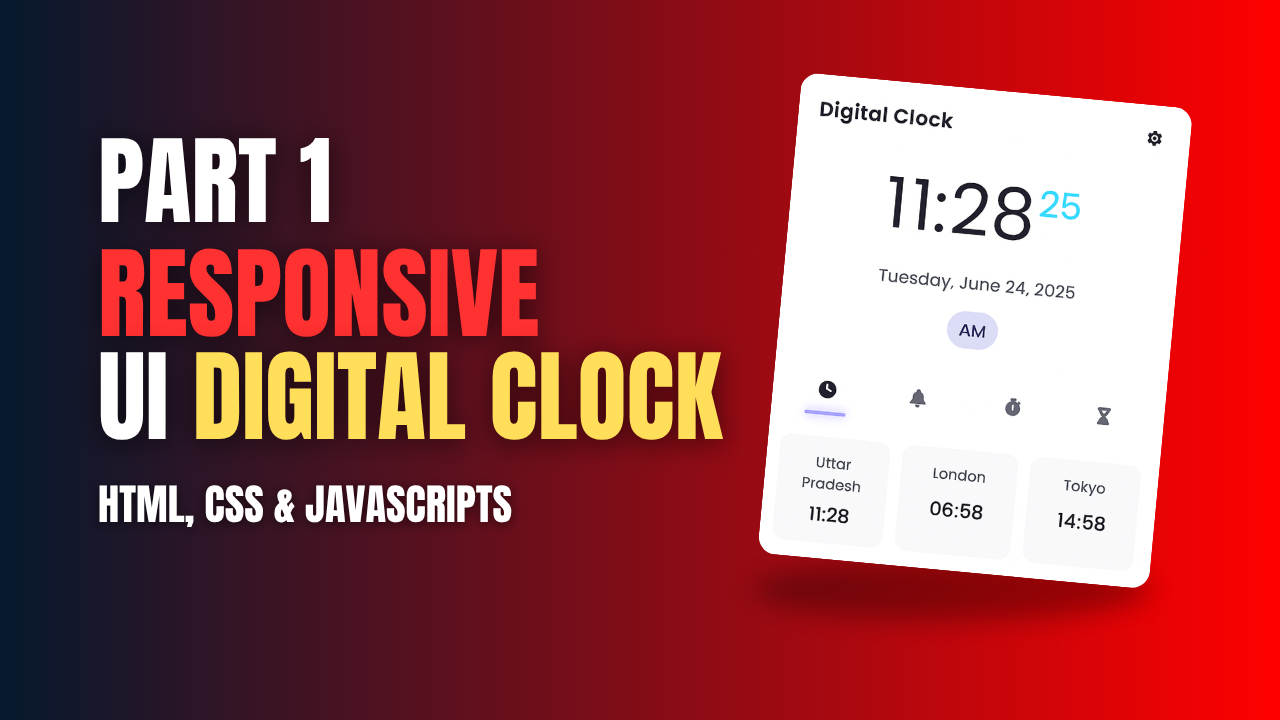 PART 1
RESPONSIVE
UI DIGITAL CLOCK
HTML, CSS & JAVASCRIPTS
Digital Clock
11:28 25
Tuesday, June 24, 2025
AM
Uttar
Pradesh
11:28
London
06:58
Tokyo
14:58